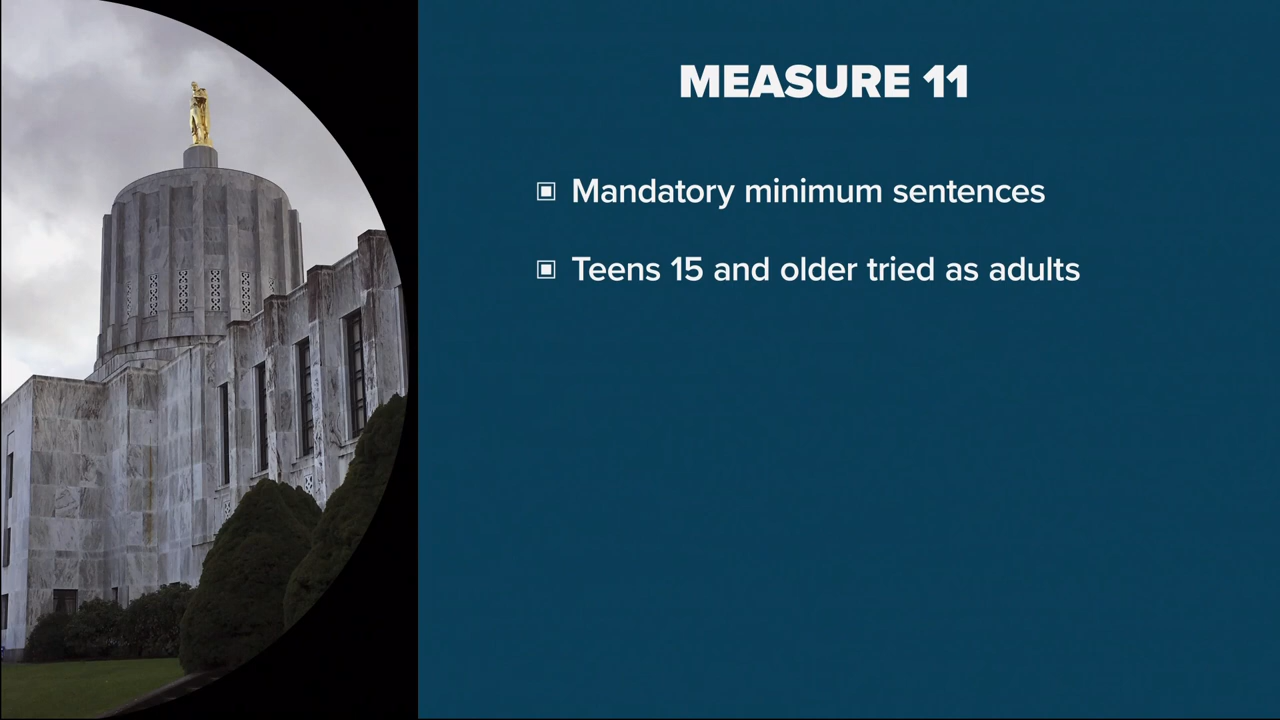 MEASURE 11
Mandatory minimum sentences
Teens 15 and older tried as adults